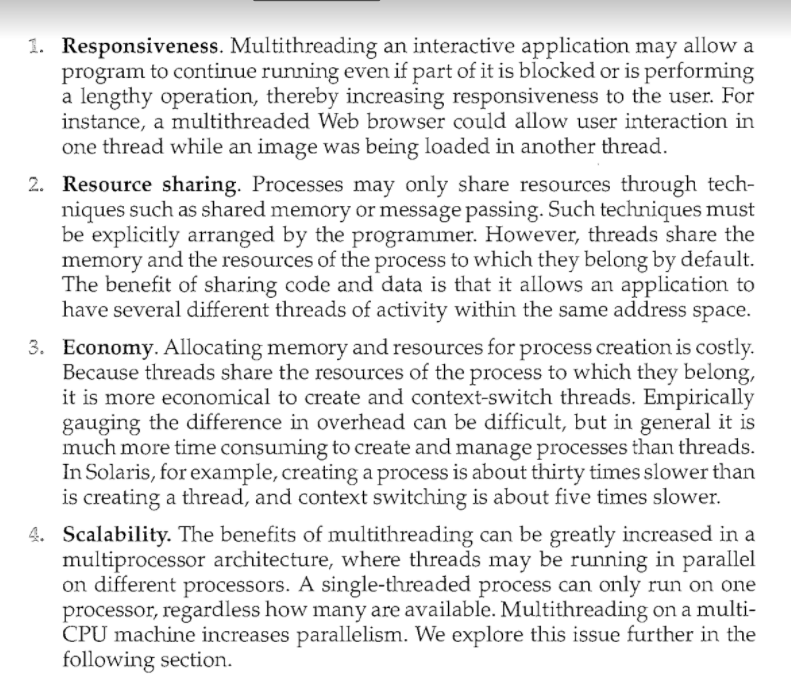 1. Responsiveness. Multithreading an interactive application may allow a
program to continue running even if part of it is blocked or is performing
a lengthy operation, thereby increasing responsiveness to the user. For
instance, a multithreaded Web browser could allow user interaction in
one thread while an image was being loaded in another thread.
2. Resource sharing. Processes may only share resources through tech-
niques such as shared memory or message passing. Such techniques must
be explicitly arranged by the programmer. However, threads share the
memory and the resources of the process to which they belong by default.
The benefit of sharing code and data is that it allows an application to
have several different threads of activity within the same address space.
3. Economy. Allocating memory and resources for process creation is costly.
Because threads share the resources of the process to which they belong,
it is more economical to create and context-switch threads. Empirically
gauging the difference in overhead can be difficult, but in general it is
much more time consuming to create and manage processes than threads.
In Solaris, for example, creating a process is about thirty times slower than
is creating a thread, and context switching is about five times slower.
4. Scalability. The benefits of multithreading can be greatly increased in a
multiprocessor architecture, where threads may be running in parallel
on different processors. A single-threaded process can only run on one
processor, regardless how many are available. Multithreading on a multi-
CPU machine increases parallelism. We explore this issue further in the
following section.